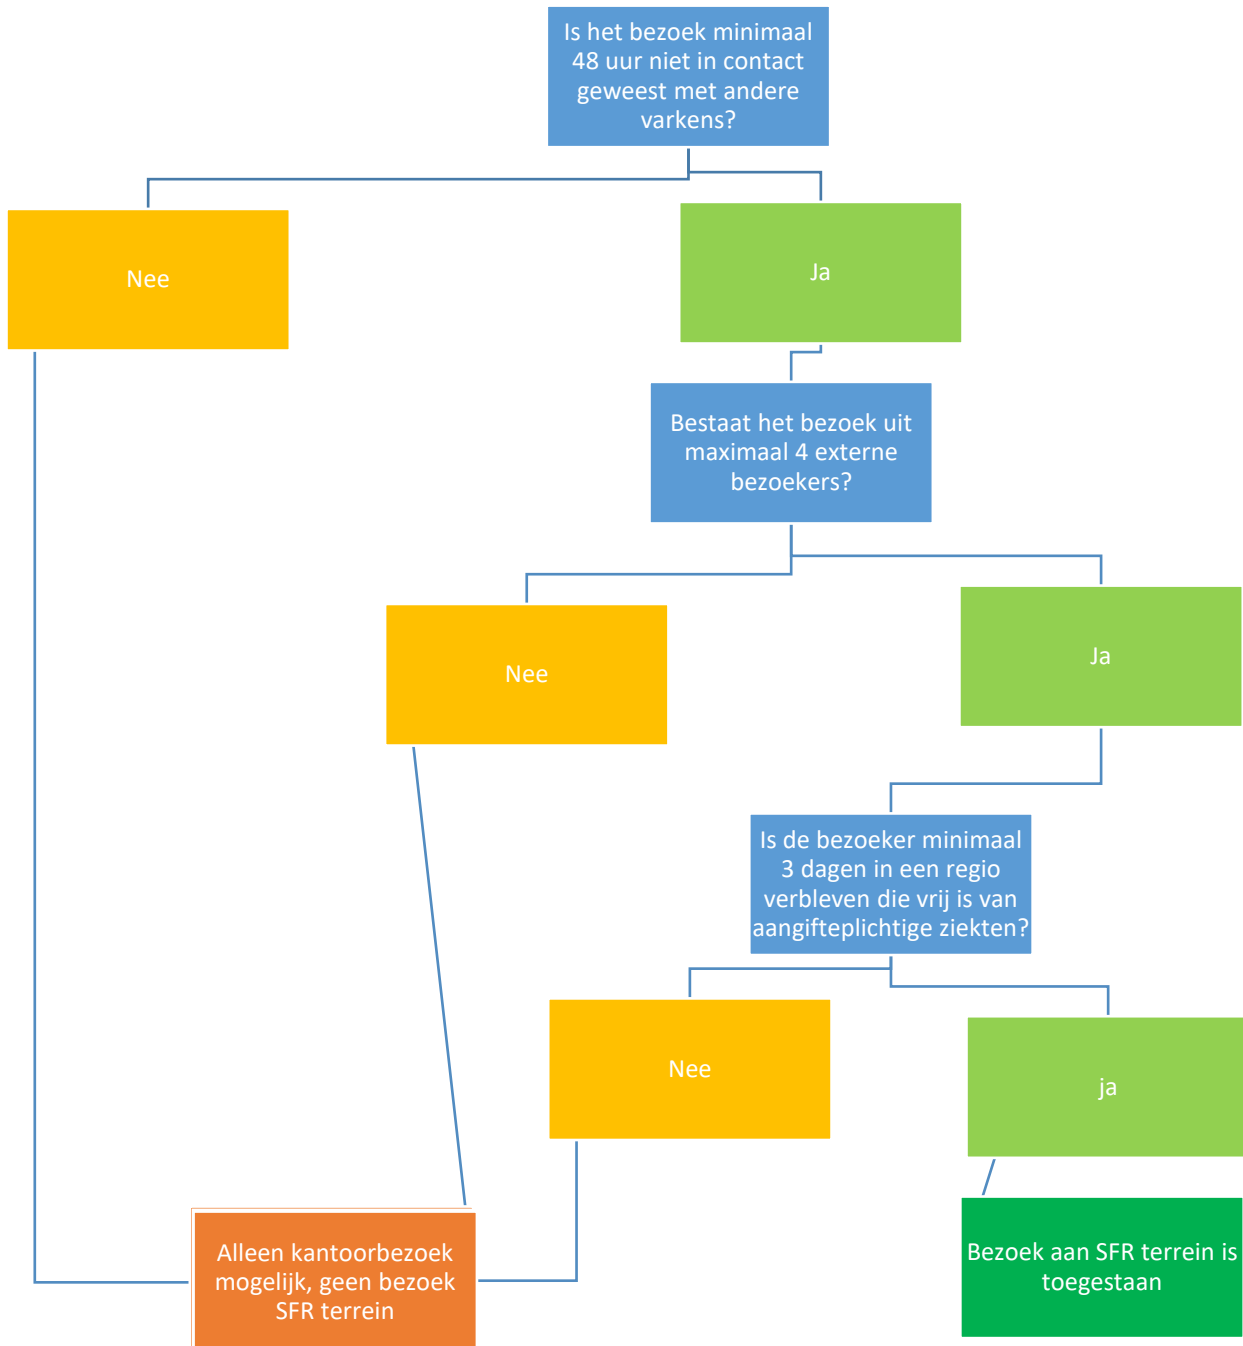 Is het bezoek minimaal
48 uur niet in contact
geweest met andere
varkens?
Nee
Ja
Bestaat het bezoek uit
maximaal 4 externe
bezoekers?
Nee
Ja
Is de bezoeker minimaal
3 dagen in een regio
verbleven die vrij is van
aangifteplichtige ziekten?
Nee
ja
Alleen kantoorbezoek
mogelijk, geen bezoek
SFR terrein
Bezoek aan SFR terrein is
toegestaan